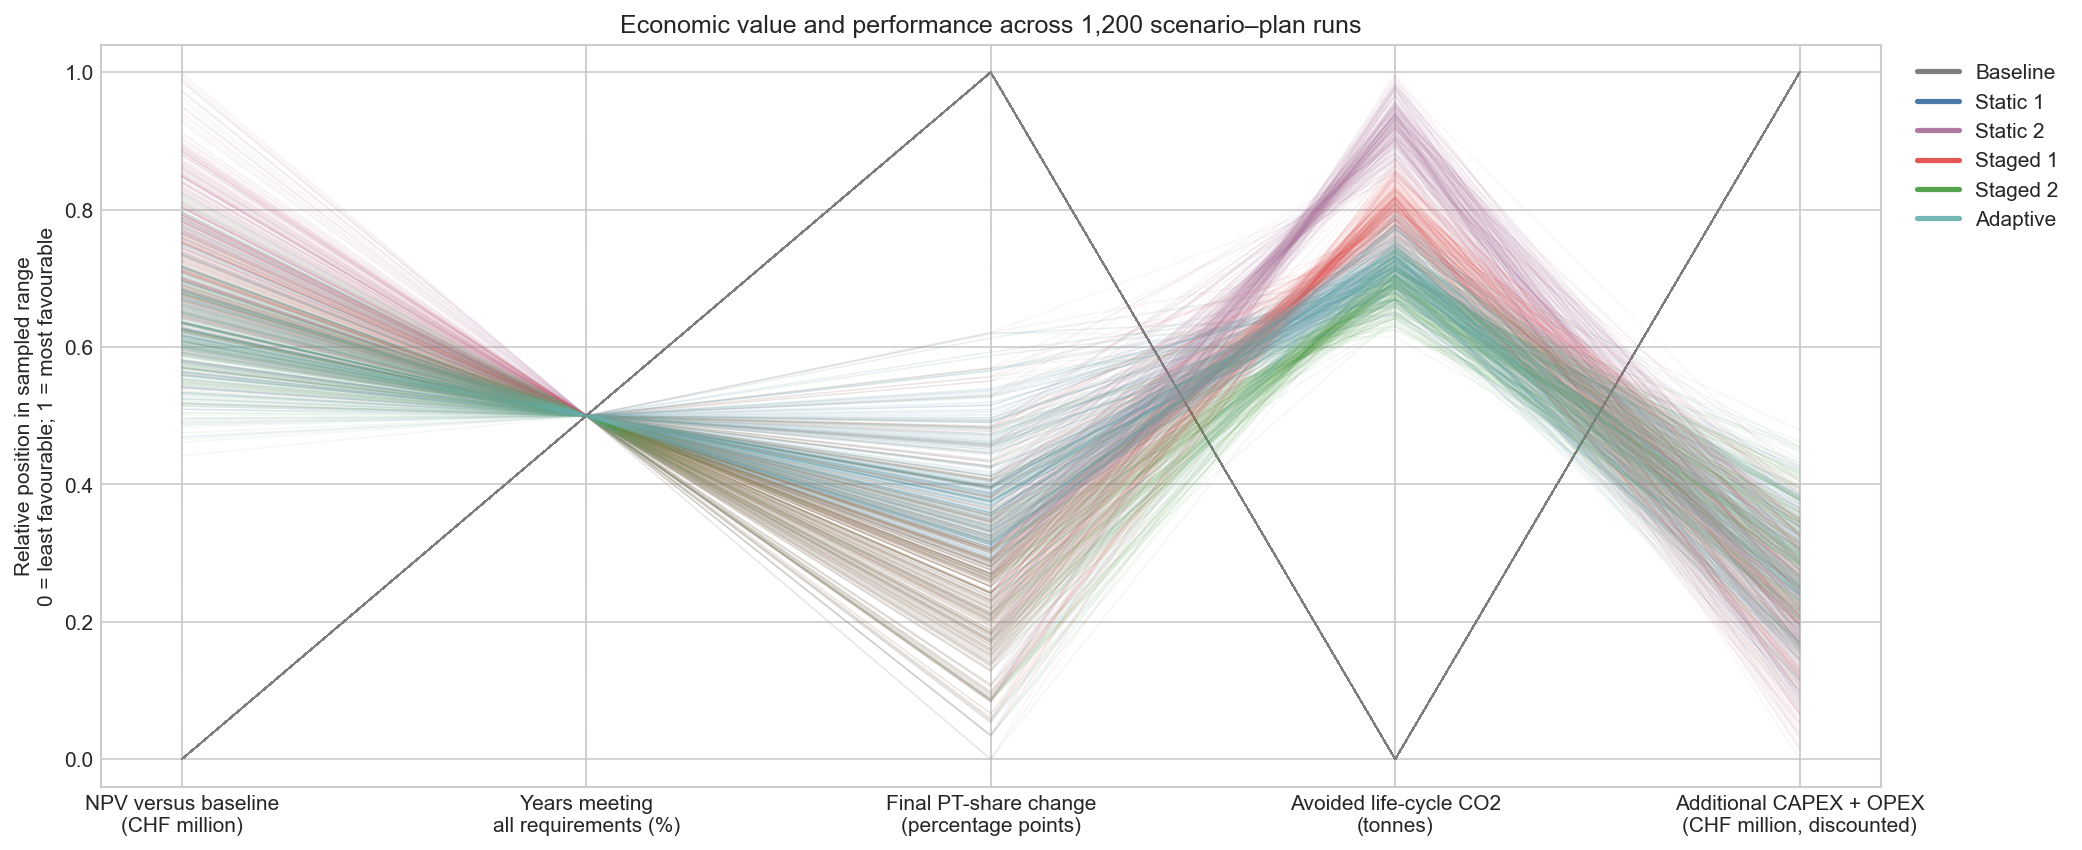 Economic value and performance across 1,200 scenario–plan runs
Relative position in sampled range
0 = least favourable; 1 = most favourable
1.0
0.8
0.6
0.4
0.2
0.0
NPV versus baseline
(CHF million)
Years meeting
all requirements (%)
Final PT-share change
(percentage points)
Avoided life-cycle CO2
(tonnes)
Additional CAPEX + OPEX
(CHF million, discounted)
Baseline
Static 1
Static 2
Staged 1
Staged 2
Adaptive